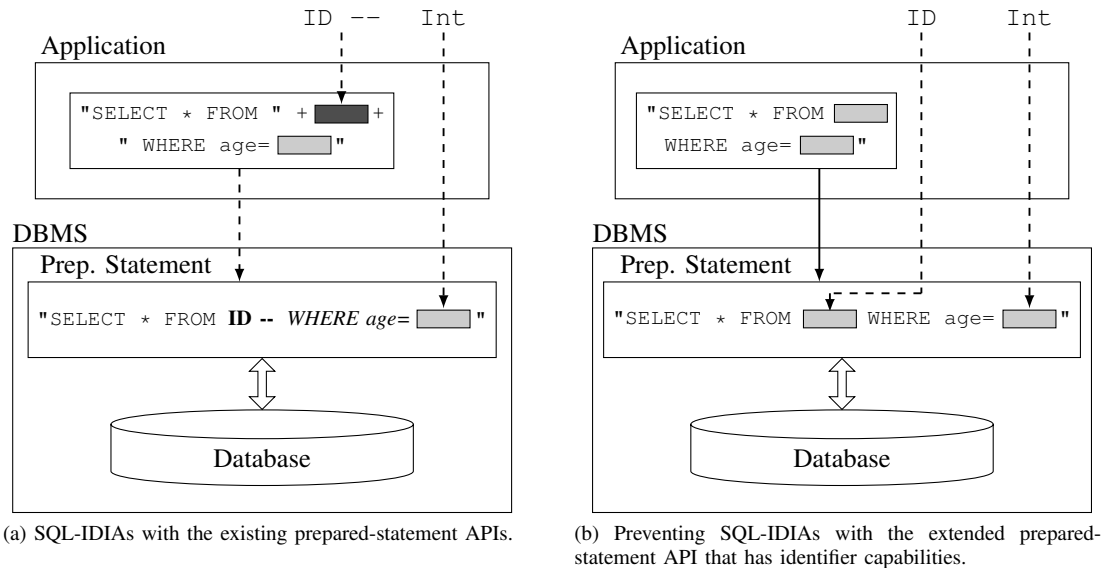 ID -- Int
Application
"SELECT * FROM " + +
" WHERE age= "
DBMS
Prep. Statement
"SELECT * FROM ID -- WHERE age= "
Database
(a) SQL-IDIAs with the existing prepared-statement APIs.
ID Int
Application
"SELECT * FROM
WHERE age= "
DBMS
Prep. Statement
"SELECT * FROM WHERE age= "
Database
(b) Preventing SQL-IDIAs with the extended prepared-
statement API that has identifier capabilities.